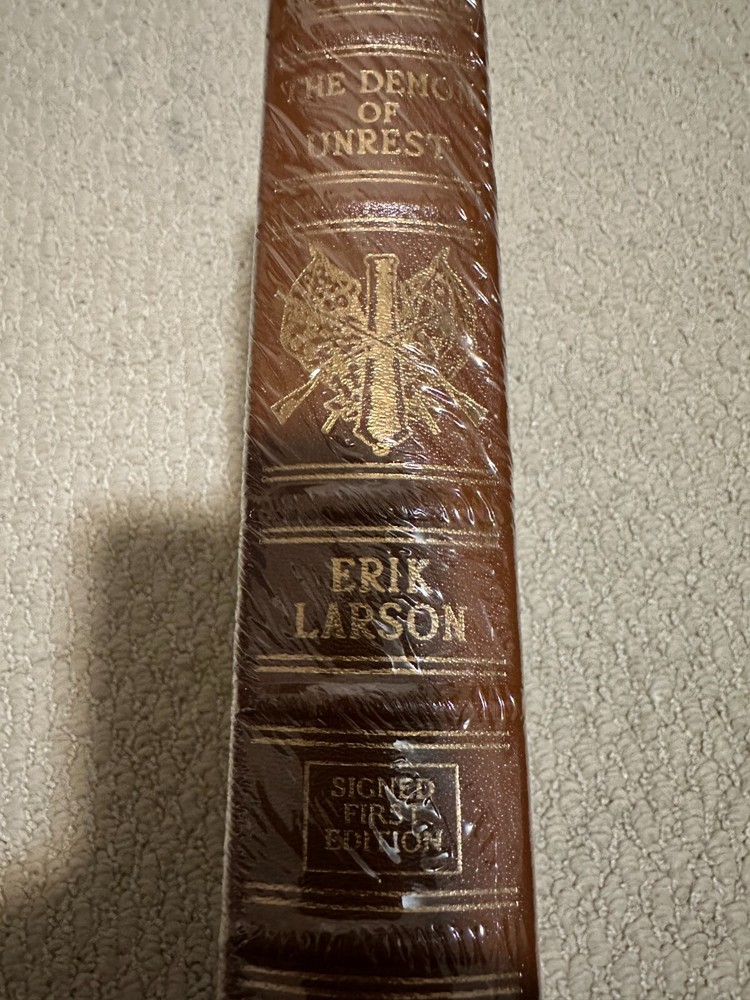 THE DEMON
OF
UNREST
ERIK
LARSON
SIGNED
FIRST
EDITION